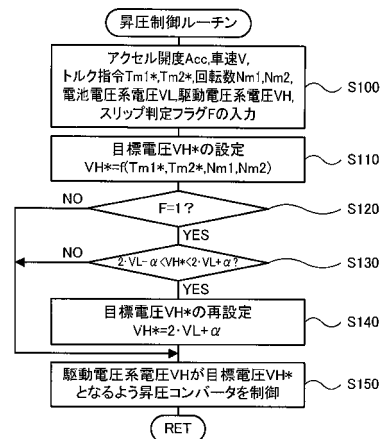 昇圧制御ルーチン
アクセル開度Acc,車速V,
トルク指令Tm1*,Tm2*,回転数Nm1,Nm2,
電池電圧系電圧VL,駆動電圧系電圧VH,
スリップ判定フラグFの入力
S100
目標電圧VH*の設定
VH*=f(Tm1*,Tm2*,Nm1,Nm2)
S110
NO
F=1?
S120
YES
NO
2・VL-α<VH*<2・VL+α?
S130
YES
目標電圧VH*の再設定
VH*=2・VL+α
S140
駆動電圧系電圧VHが目標電圧VH*
となるよう昇圧コンバータを制御
S150
RET